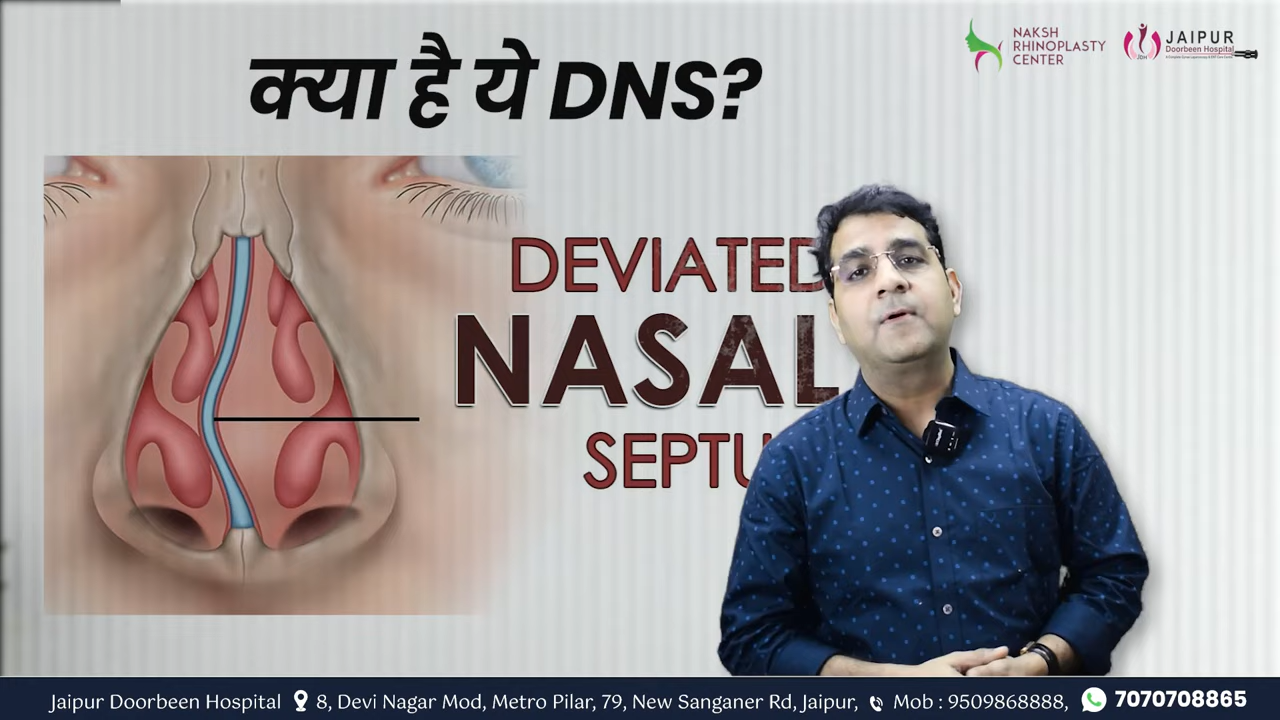 क्या है ये DNS?
NAKSH
RHINOPLASTY
CENTER
JAIPUR
Doorbeen Hospital
DEVIATED
NASAL
SEPTU
Jaipur Doorbeen Hospital 8, Devi Nagar Mod, Metro Pilar, 79, New Sanganer Rd, Jaipur, Mob : 9509868888, 7070708865